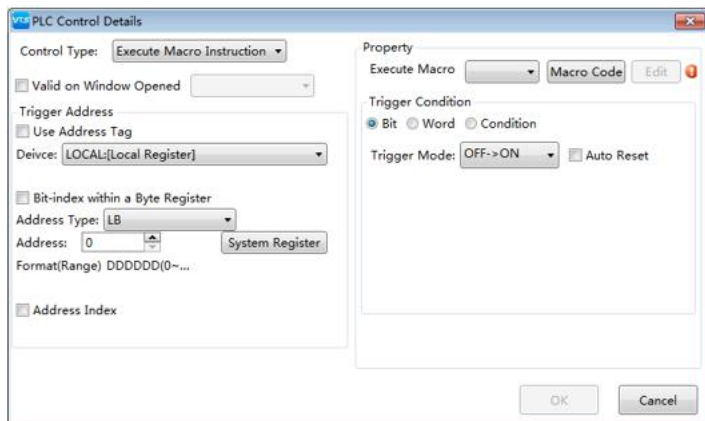 VTS PLC Control Details
Control Type: Execute Macro Instruction
Valid on Window Opened
Trigger Address
Use Address Tag
Deivce: LOCAL:[Local Register]
Bit-index within a Byte Register
Address Type: LB
Address: 0 System Register
Format(Range) DDDDDD(0~...
Address Index
Property
Execute Macro Macro Code Edit
Trigger Condition
Bit Word Condition
Trigger Mode: OFF->ON Auto Reset
OK Cancel